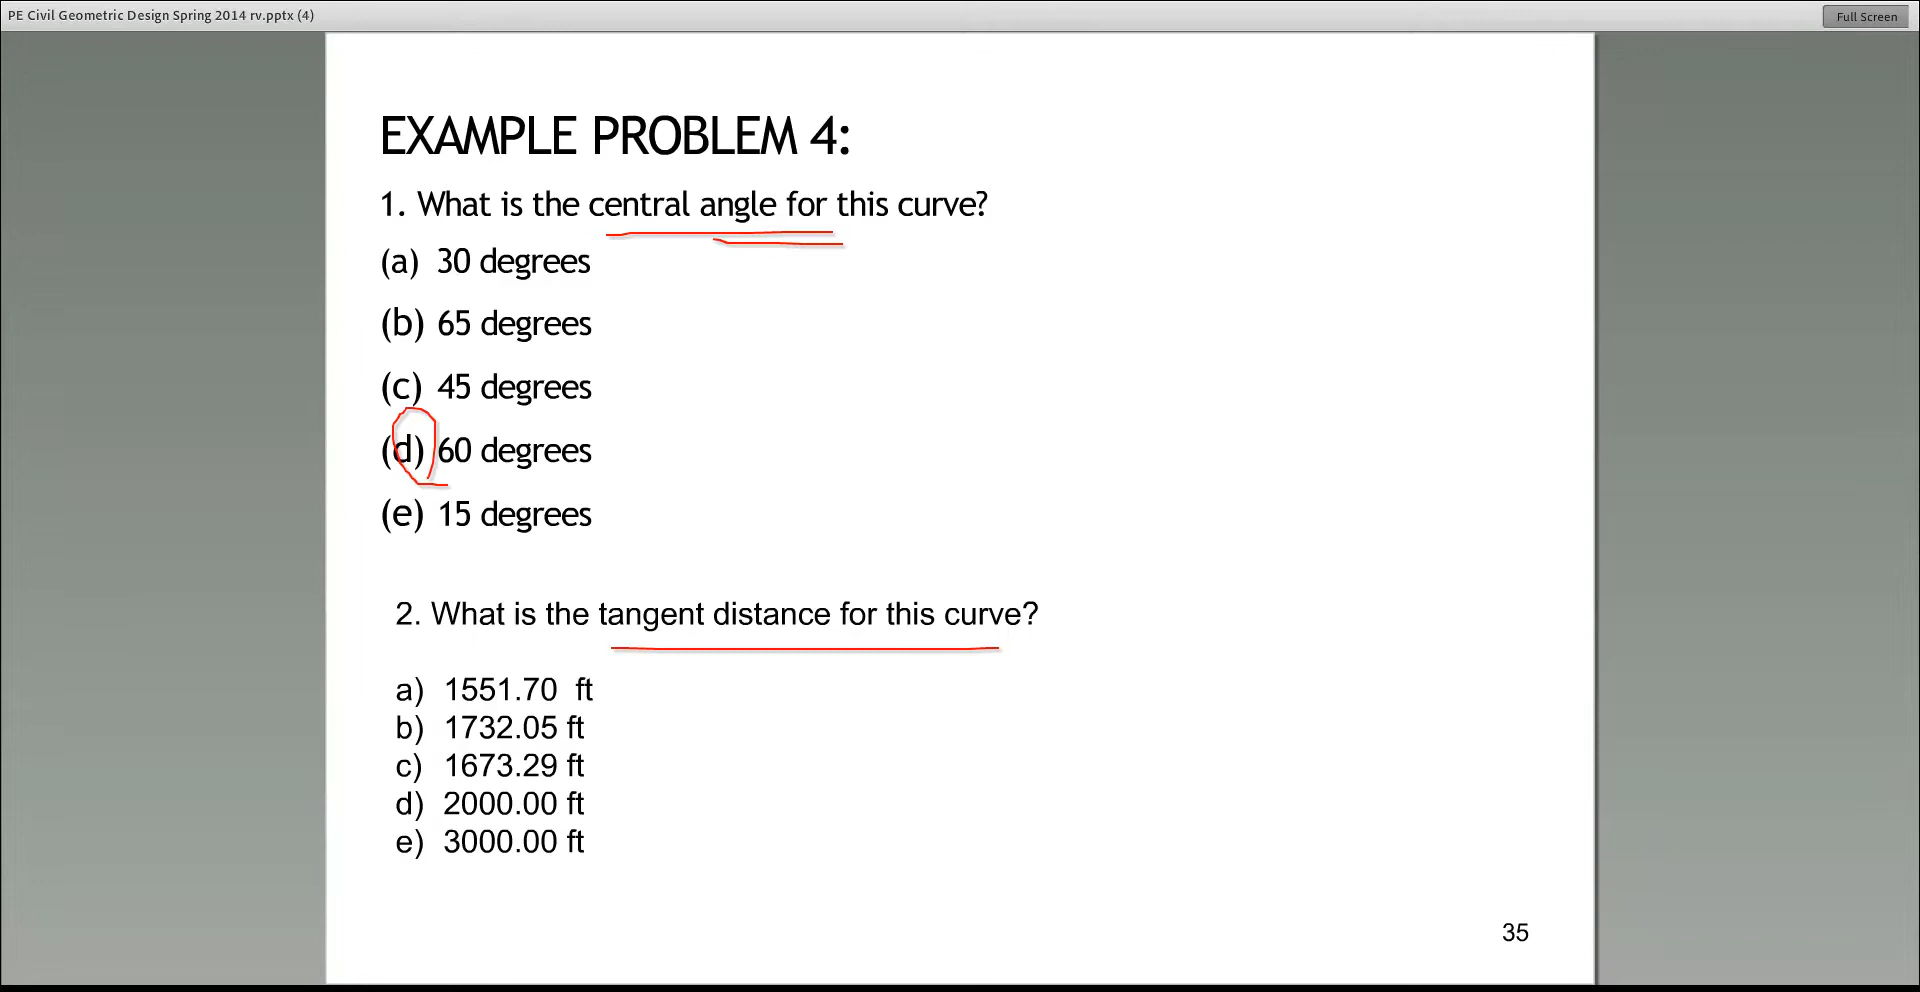 PE Civil Geometric Design Spring 2014 rv.pptx (4)
Full Screen
EXAMPLE PROBLEM 4:
1. What is the central angle for this curve?
(a) 30 degrees
(b) 65 degrees
(c) 45 degrees
(d) 60 degrees
(e) 15 degrees
2. What is the tangent distance for this curve?
a) 1551.70 ft
b) 1732.05 ft
c) 1673.29 ft
d) 2000.00 ft
e) 3000.00 ft
35